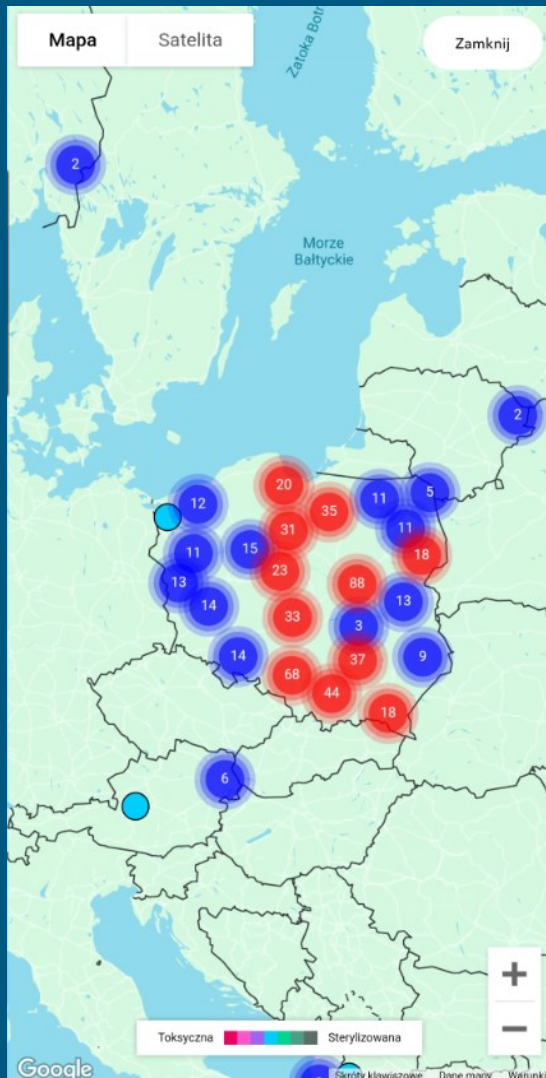 Mapa
Satelita
Zamknij
Zatoka Botn
2
Morze
Bałtyckie
2
20
12
35
11
5
31
11
11
15
18
23
13
88
14
13
33
3
14
37
9
68
44
18
6
+
−
Toksyczna
Sterylizowana
Google
Skróty klawiszowe
Dane mapy
Warunki